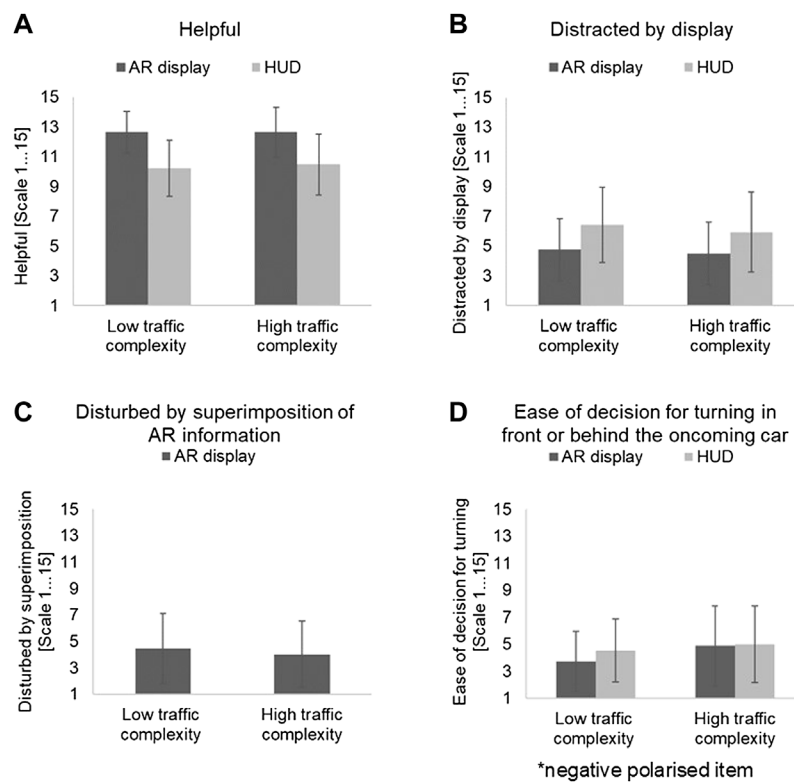 A
Helpful
AR display
HUD
Helpful [Scale 1...15]
15
13
11
9
7
5
3
1
Low traffic
complexity
High traffic
complexity
B
Distracted by display
AR display
HUD
Distracted by display [Scale 1...15]
15
13
11
9
7
5
3
1
Low traffic
complexity
High traffic
complexity
C
Disturbed by superimposition of
AR information
AR display
Disturbed by superimposition
[Scale 1...15]
15
13
11
9
7
5
3
1
Low traffic
complexity
High traffic
complexity
D
Ease of decision for turning in
front or behind the oncoming car
AR display
HUD
Ease of decision for turning
[Scale 1...15]
15
13
11
9
7
5
3
1
Low traffic
complexity
High traffic
complexity
*negative polarised item